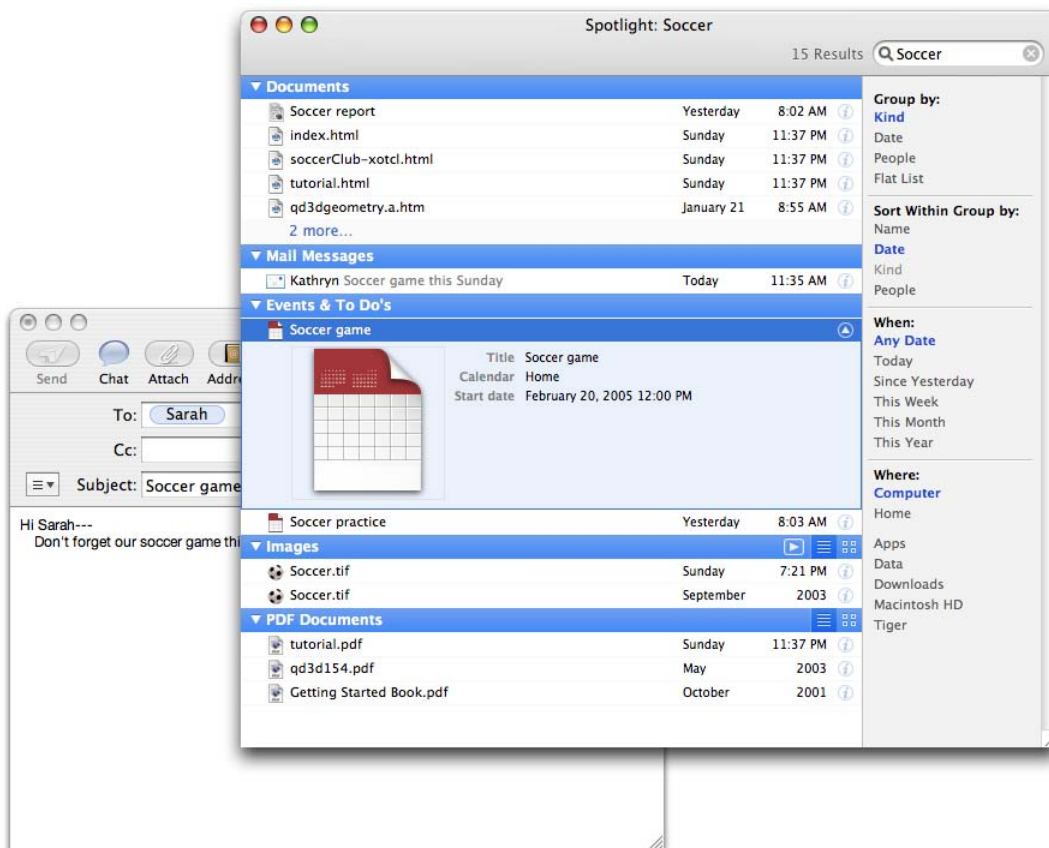 Spotlight: Soccer
15 Results Soccer
Documents
Soccer report Yesterday 8:02 AM
index.html Sunday 11:37 PM
soccerClub-xotcl.html Sunday 11:37 PM
tutorial.html Sunday 11:37 PM
qd3dgeometry.a.htm January 21 8:55 AM
2 more...
Mail Messages
Kathryn Soccer game this Sunday Today 11:35 AM
Events & To Do's
Soccer game
Title Soccer game
Calendar Home
Start date February 20, 2005 12:00 PM
Soccer practice Yesterday 8:03 AM
Images
Soccer.tif Sunday 7:21 PM
Soccer.tif September 2003
PDF Documents
tutorial.pdf Sunday 11:37 PM
qd3d154.pdf May 2003
Getting Started Book.pdf October 2001
Group by:
Kind
Date
People
Flat List
Sort Within Group by:
Name
Date
Kind
People
When:
Any Date
Today
Since Yesterday
This Week
This Month
This Year
Where:
Computer
Home
Apps
Data
Downloads
Macintosh HD
Tiger
Send Chat Attach Addre
To: Sarah
Cc:
Subject: Soccer game
Hi Sarah---
Don't forget our soccer game thi